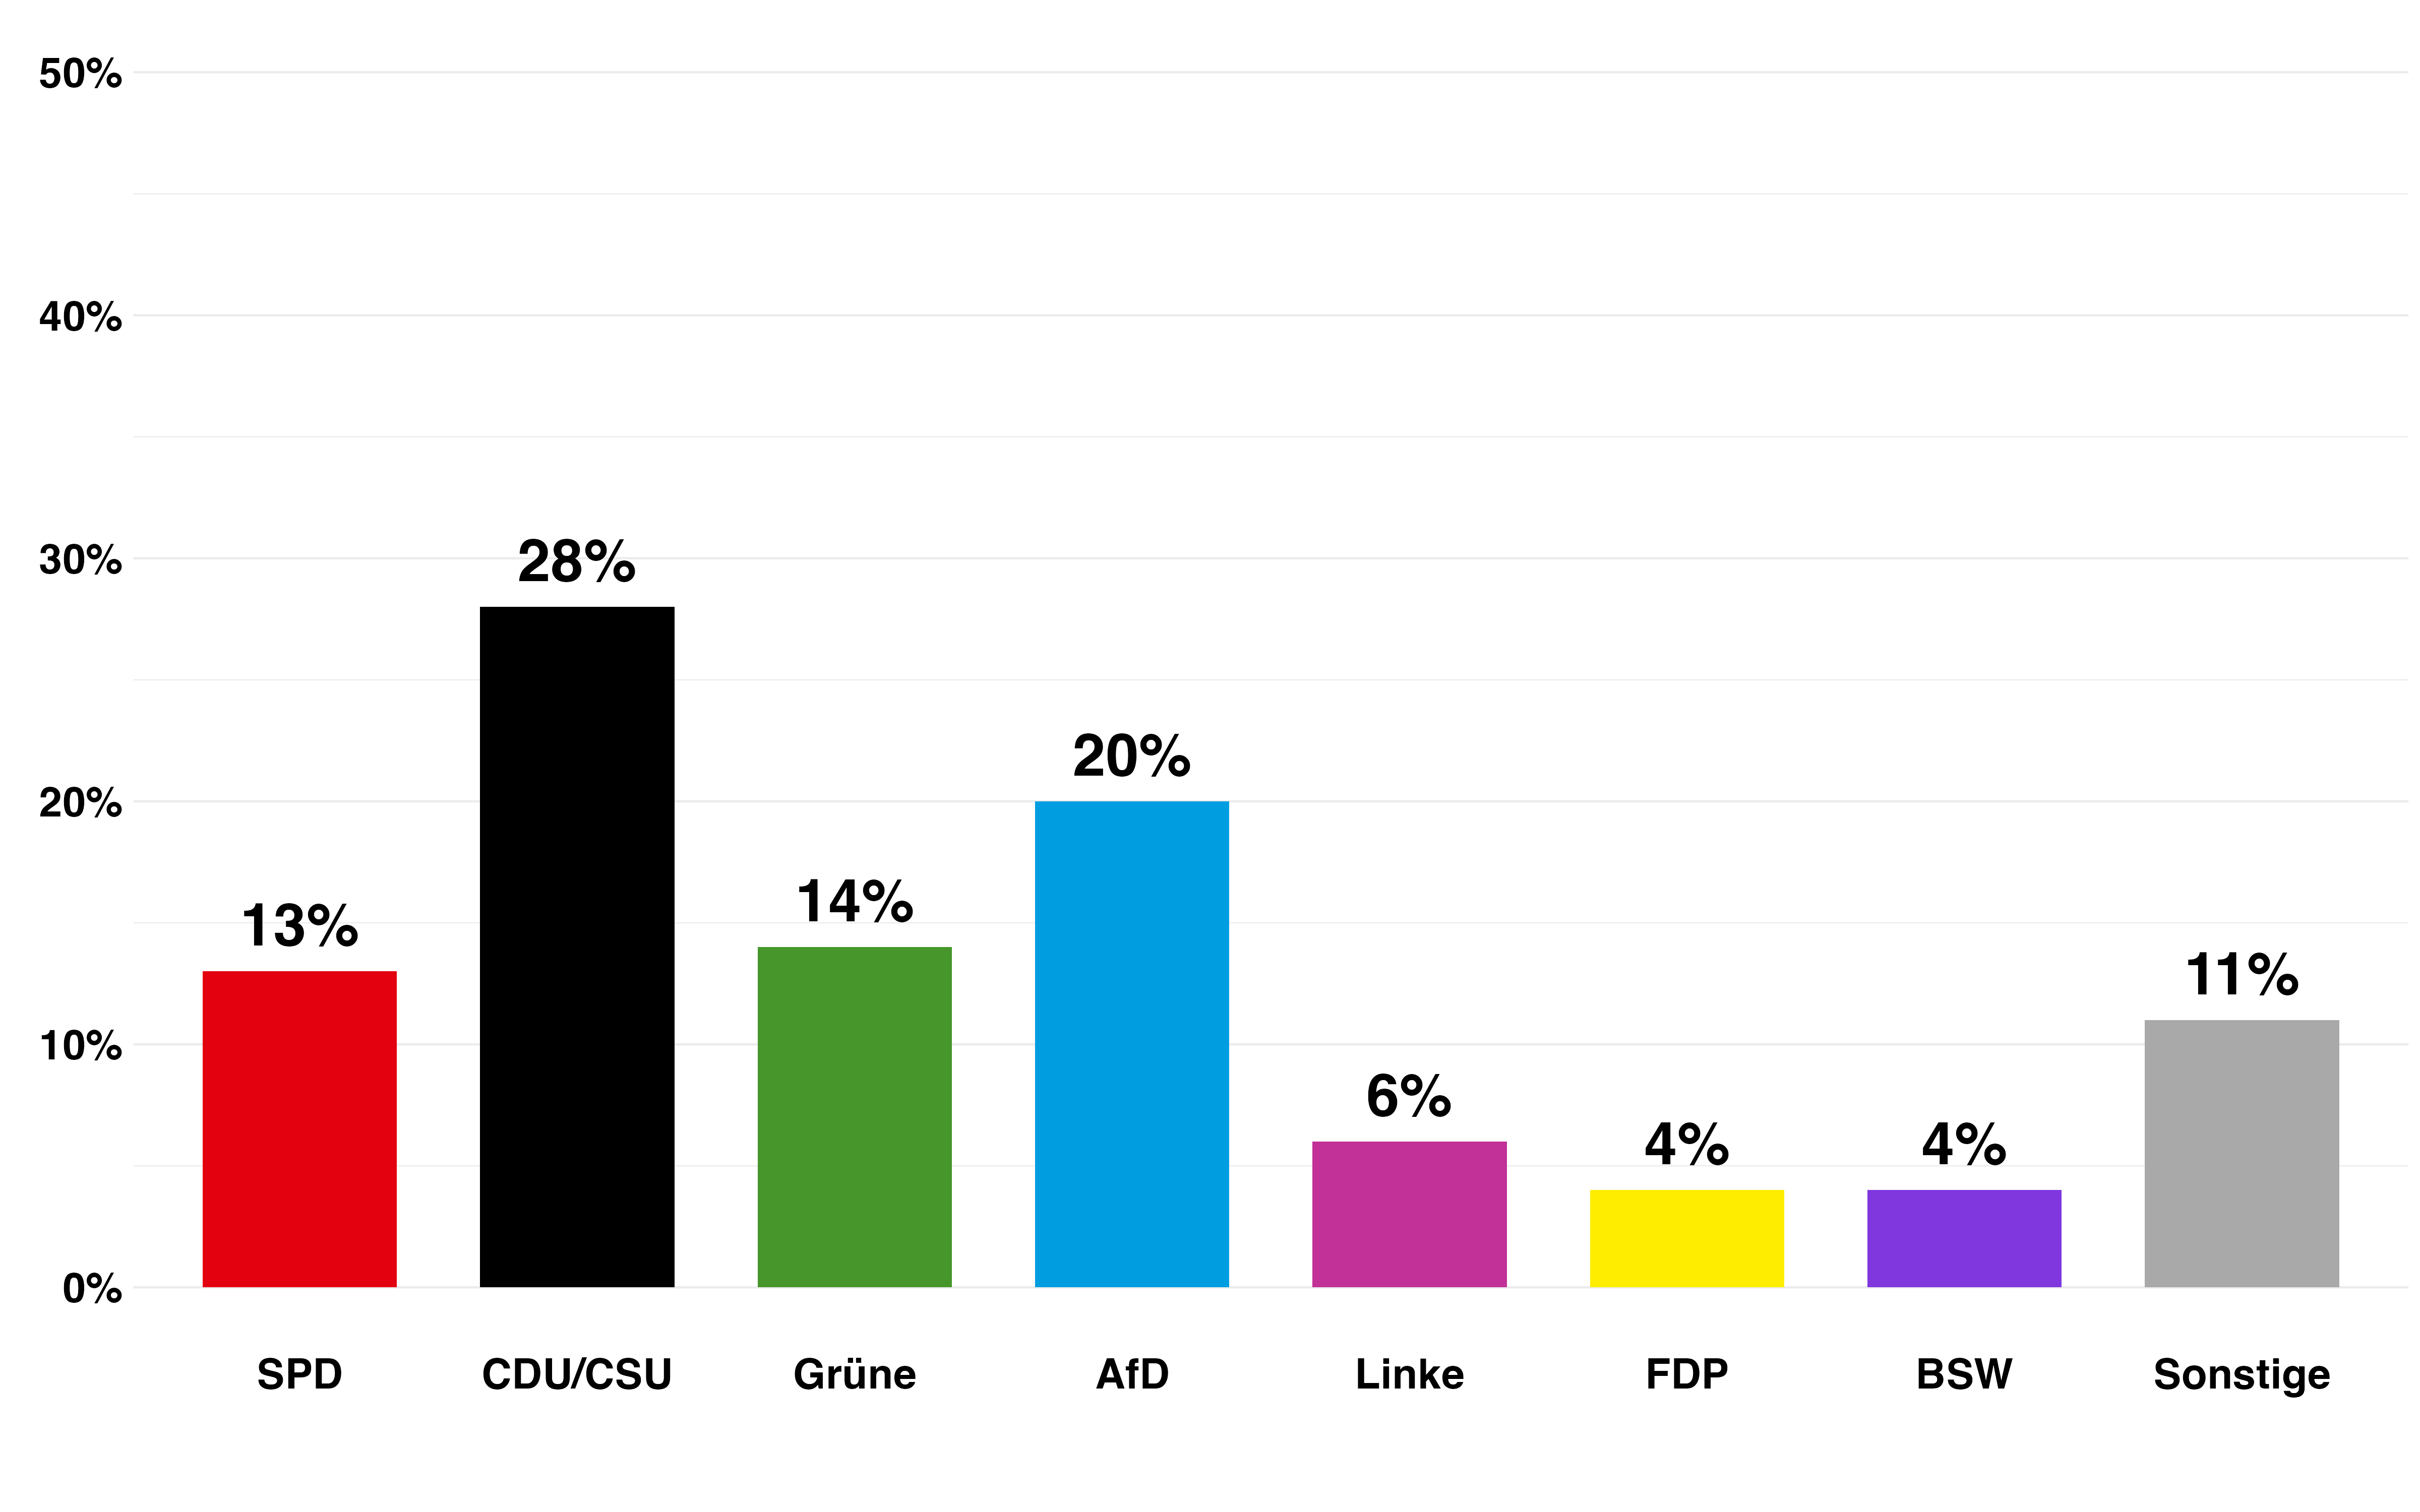 50%
40%
30%
20%
10%
0%
13%
28%
14%
20%
6%
4%
4%
11%
SPD
CDU/CSU
Grüne
AfD
Linke
FDP
BSW
Sonstige